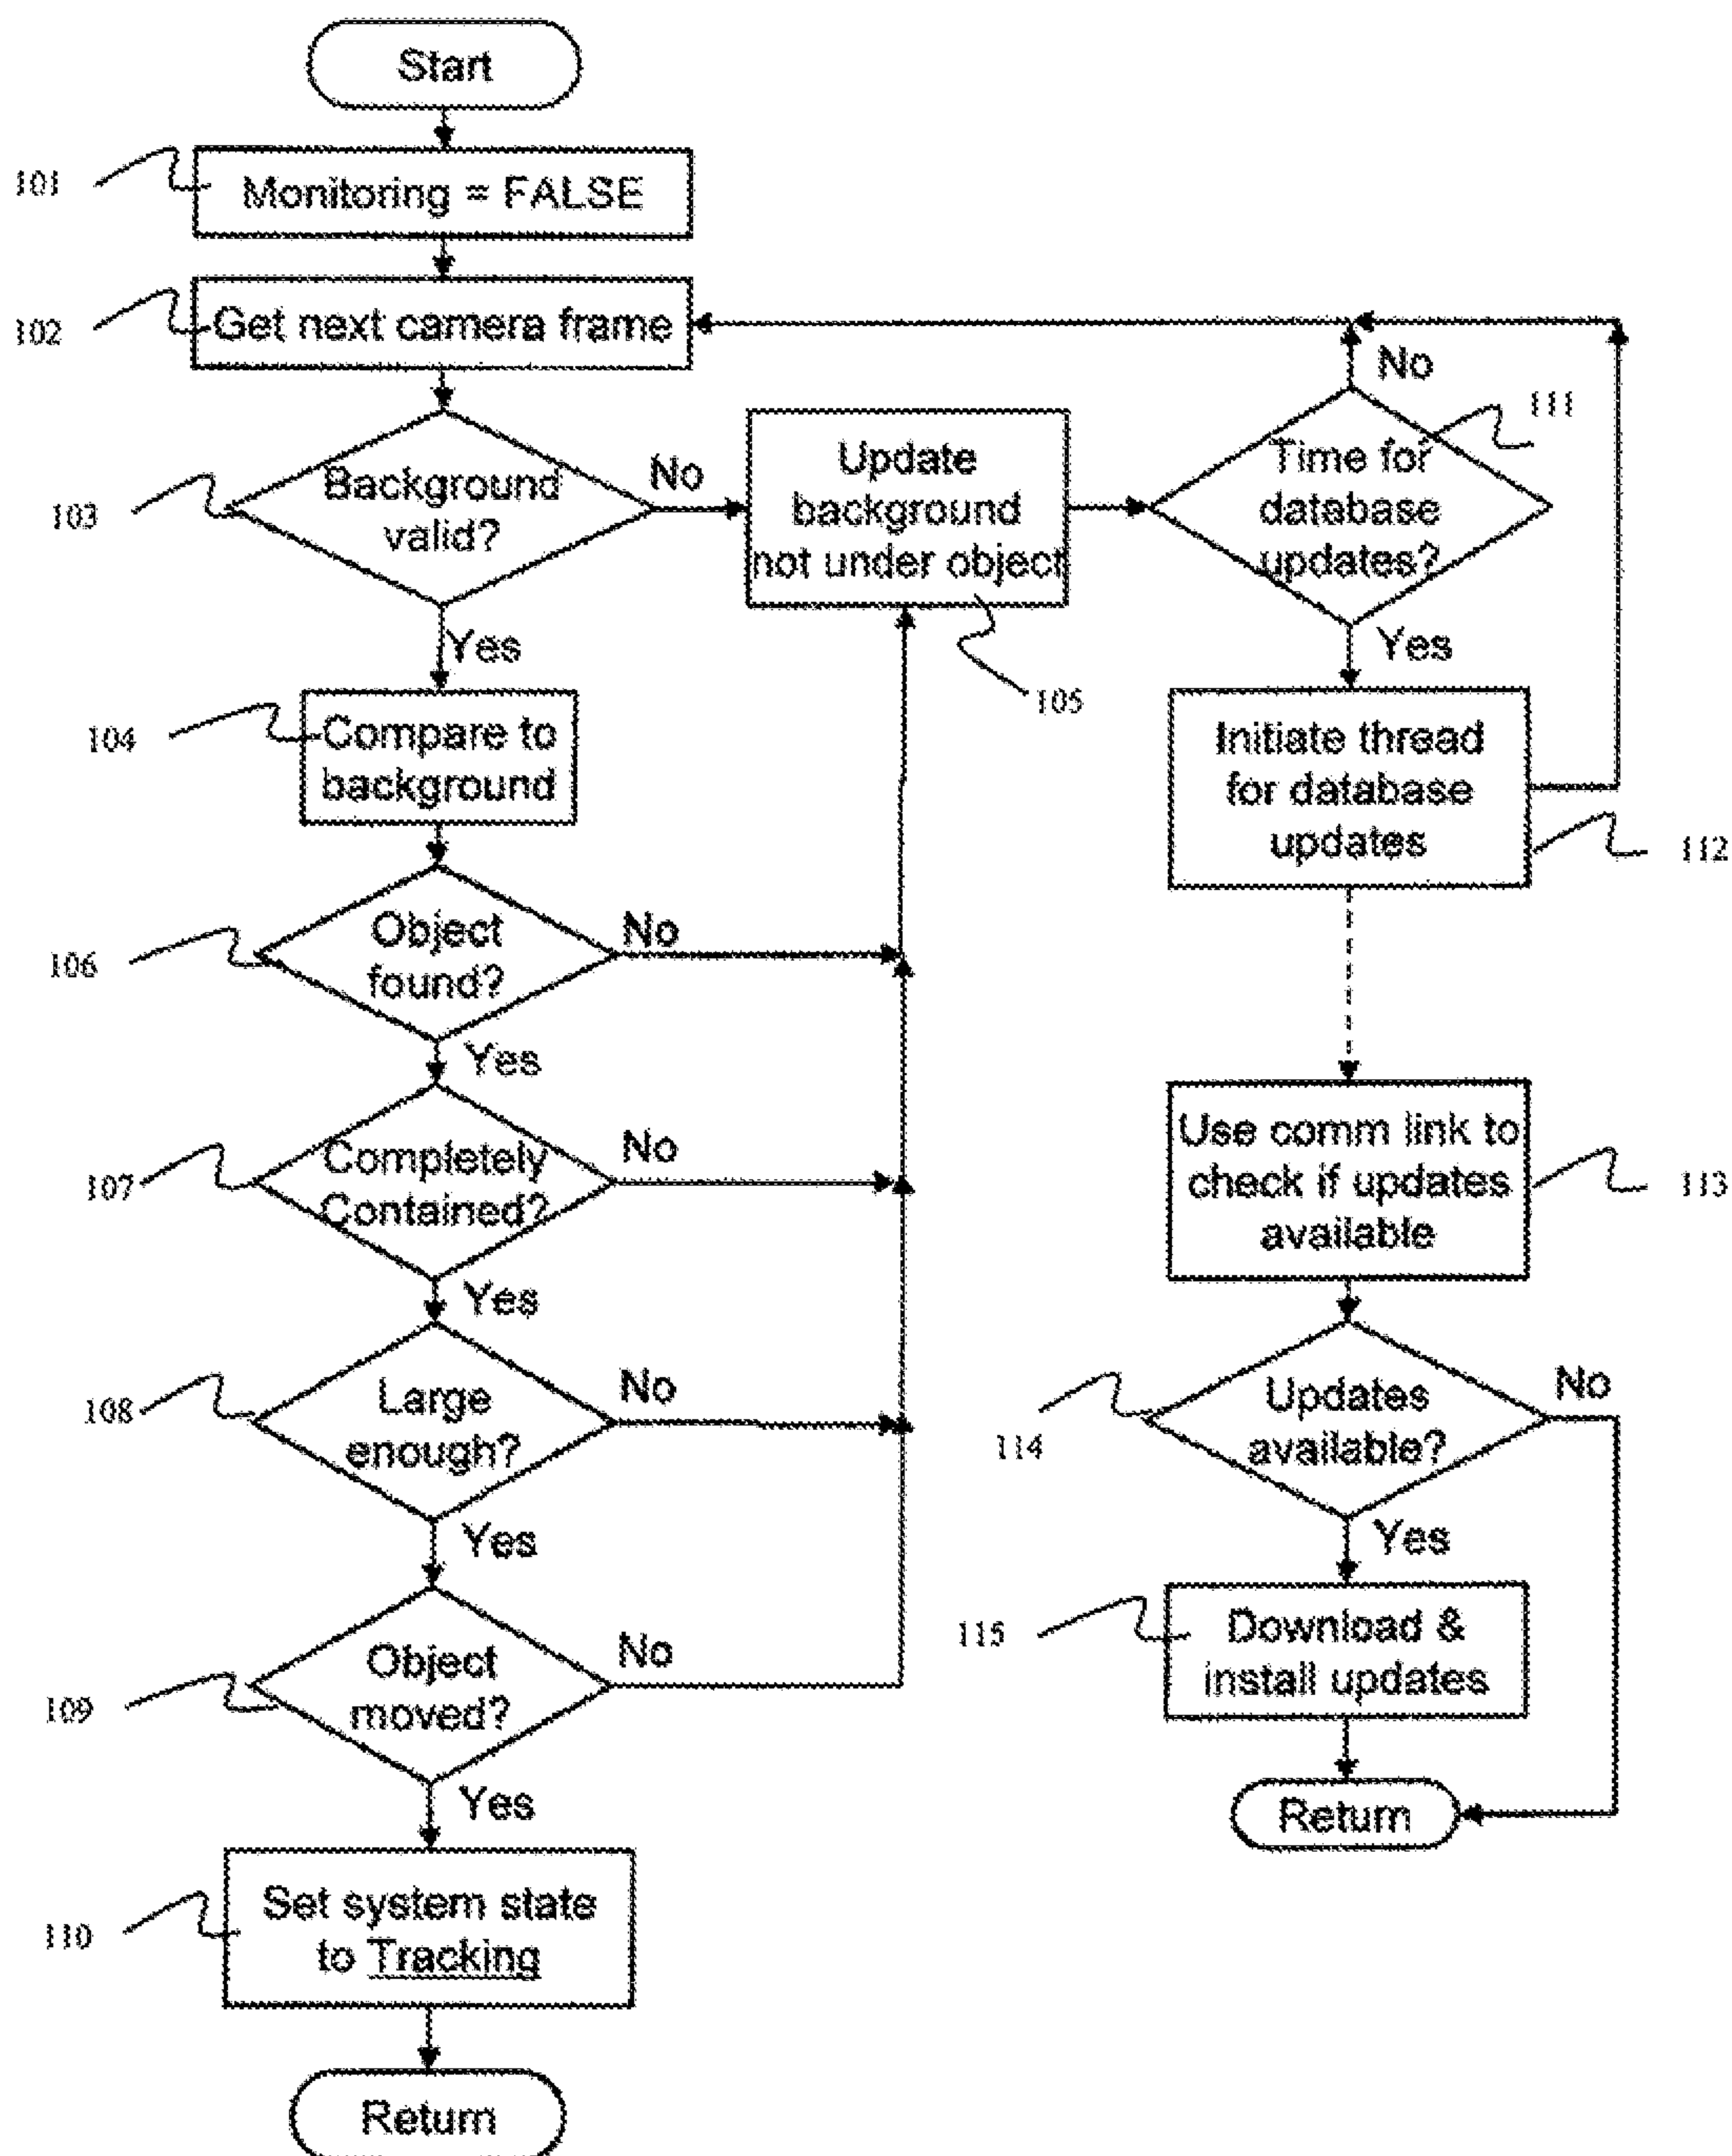 Start
101
Monitoring = FALSE
102
Get next camera frame
No
111
103
Background
valid?
No
Update
background
not under object
Time for
database
updates?
Yes
105
Yes
104
Compare to
background
Initiate thread
for database
updates
112
106
Object
found?
No
Yes
107
Completely
Contained?
No
Use comm link to
check if updates
available
113
Yes
108
Large
enough?
No
114
Updates
available?
No
Yes
Yes
109
Object
moved?
No
115
Download &
install updates
Yes
Return
110
Set system state
to Tracking
Return